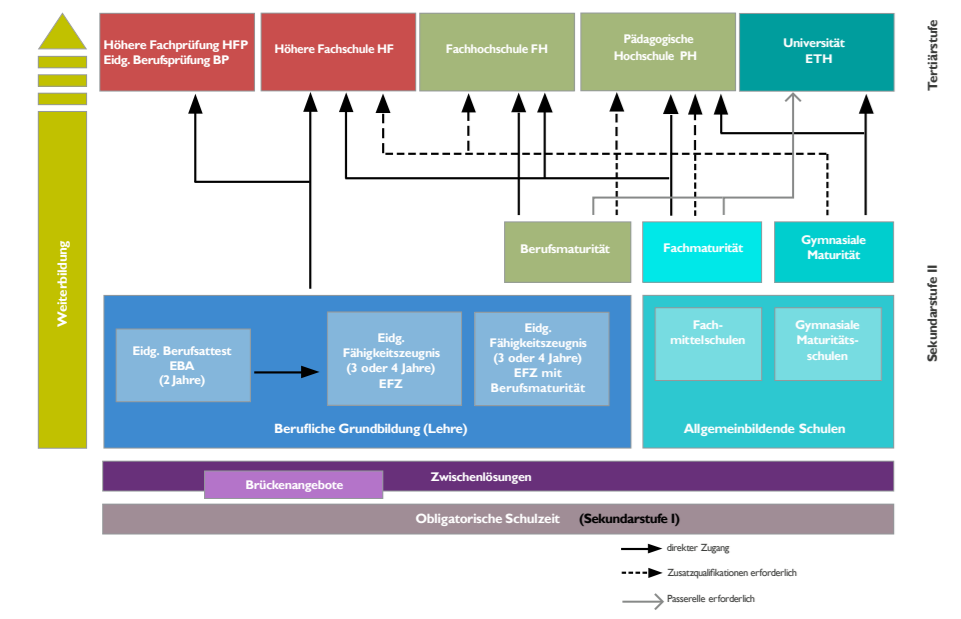 Höhere Fachprüfung HFP
Eidg. Berufsprüfung BP
Höhere Fachschule HF
Fachhochschule FH
Pädagogische
Hochschule PH
Universität
ETH
Tertiärstufe
Berufsmaturität
Fachmaturität
Gymnasiale
Maturität
Weiterbildung
Sekundarstufe II
Eidg. Berufsattest
EBA
(2 Jahre)
Eidg.
Fähigkeitszeugnis
(3 oder 4 Jahre)
EFZ
Eidg.
Fähigkeitszeugnis
(3 oder 4 Jahre)
EFZ mit
Berufsmaturität
Fach-
mittelschulen
Gymnasiale
Maturitäts-
schulen
Berufliche Grundbildung (Lehre)
Allgemeinbildende Schulen
Zwischenlösungen
Brückenangebote
Obligatorische Schulzeit (Sekundarstufe I)
direkter Zugang
Zusatzqualifikationen erforderlich
Passerelle erforderlich